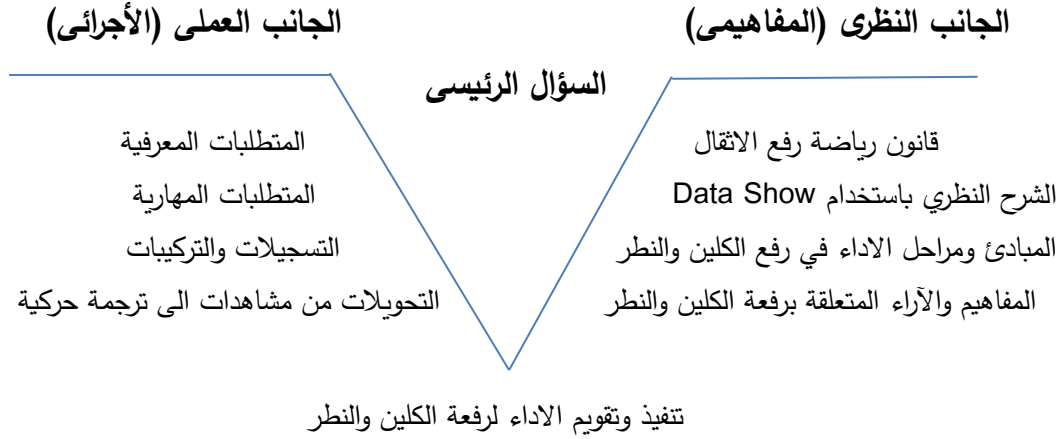 الجانب النظرى (المفاهيمى)
الجانب العملى (الأجرائى)
السؤال الرئيسى
قانون رياضة رفع الاثقال
المتطلبات المعرفية
الشرح النظري باستخدام Data Show
المتطلبات المهارية
المبادئ ومراحل الاداء في رفع الكلين والنطر
التسجيلات والتركيبات
المفاهيم والآراء المتعلقة برفعة الكلين والنطر
التحويلات من مشاهدات الى ترجمة حركية
تنفيذ وتقويم الاداء لرفعة الكلين والنطر